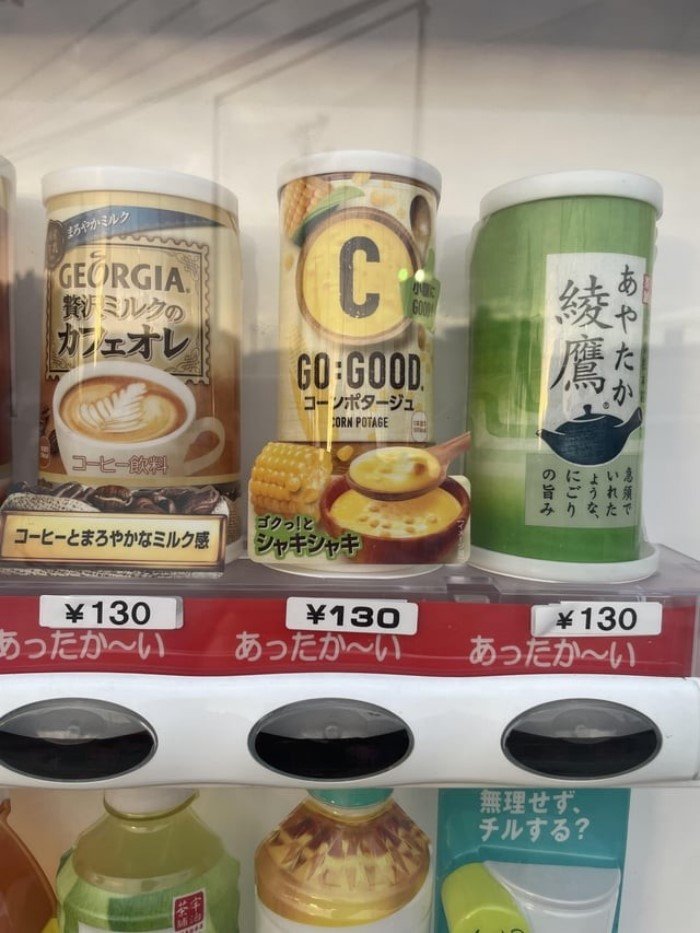 まろやかミルク
GEORGIA.
贅沢ミルクの
カフェオレ
コーヒー飲料
コーヒーとまろやかなミルク感
C
GO:GOOD.
コーンポタージュ
CORN POTAGE
ゴクっ!と
シャキシャキ
あやたか
綾鷹
急須で
いれた
ような、
にごり
の旨み
¥130
¥130
¥130
あったか〜い
あったか〜い
あったか〜い
無理せず、
チルする?